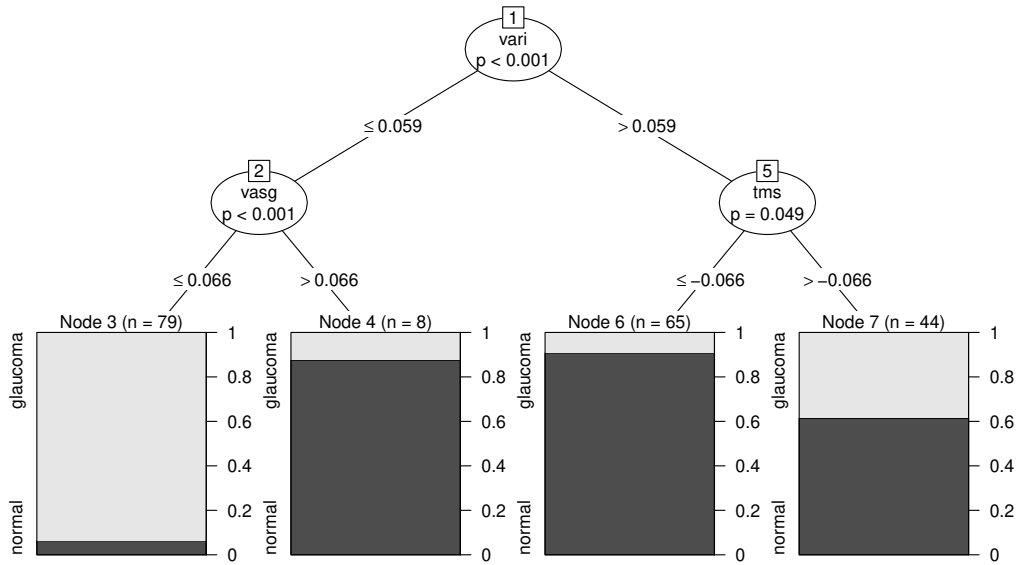 1
vari
p < 0.001
≤ 0.059
> 0.059
2
vasg
p < 0.001
5
tms
p = 0.049
≤ 0.066
> 0.066
≤ −0.066
> −0.066
Node 3 (n = 79)
normal
glaucoma
0
0.2
0.4
0.6
0.8
1
Node 4 (n = 8)
normal
glaucoma
0
0.2
0.4
0.6
0.8
1
Node 6 (n = 65)
normal
glaucoma
0
0.2
0.4
0.6
0.8
1
Node 7 (n = 44)
normal
glaucoma
0
0.2
0.4
0.6
0.8
1